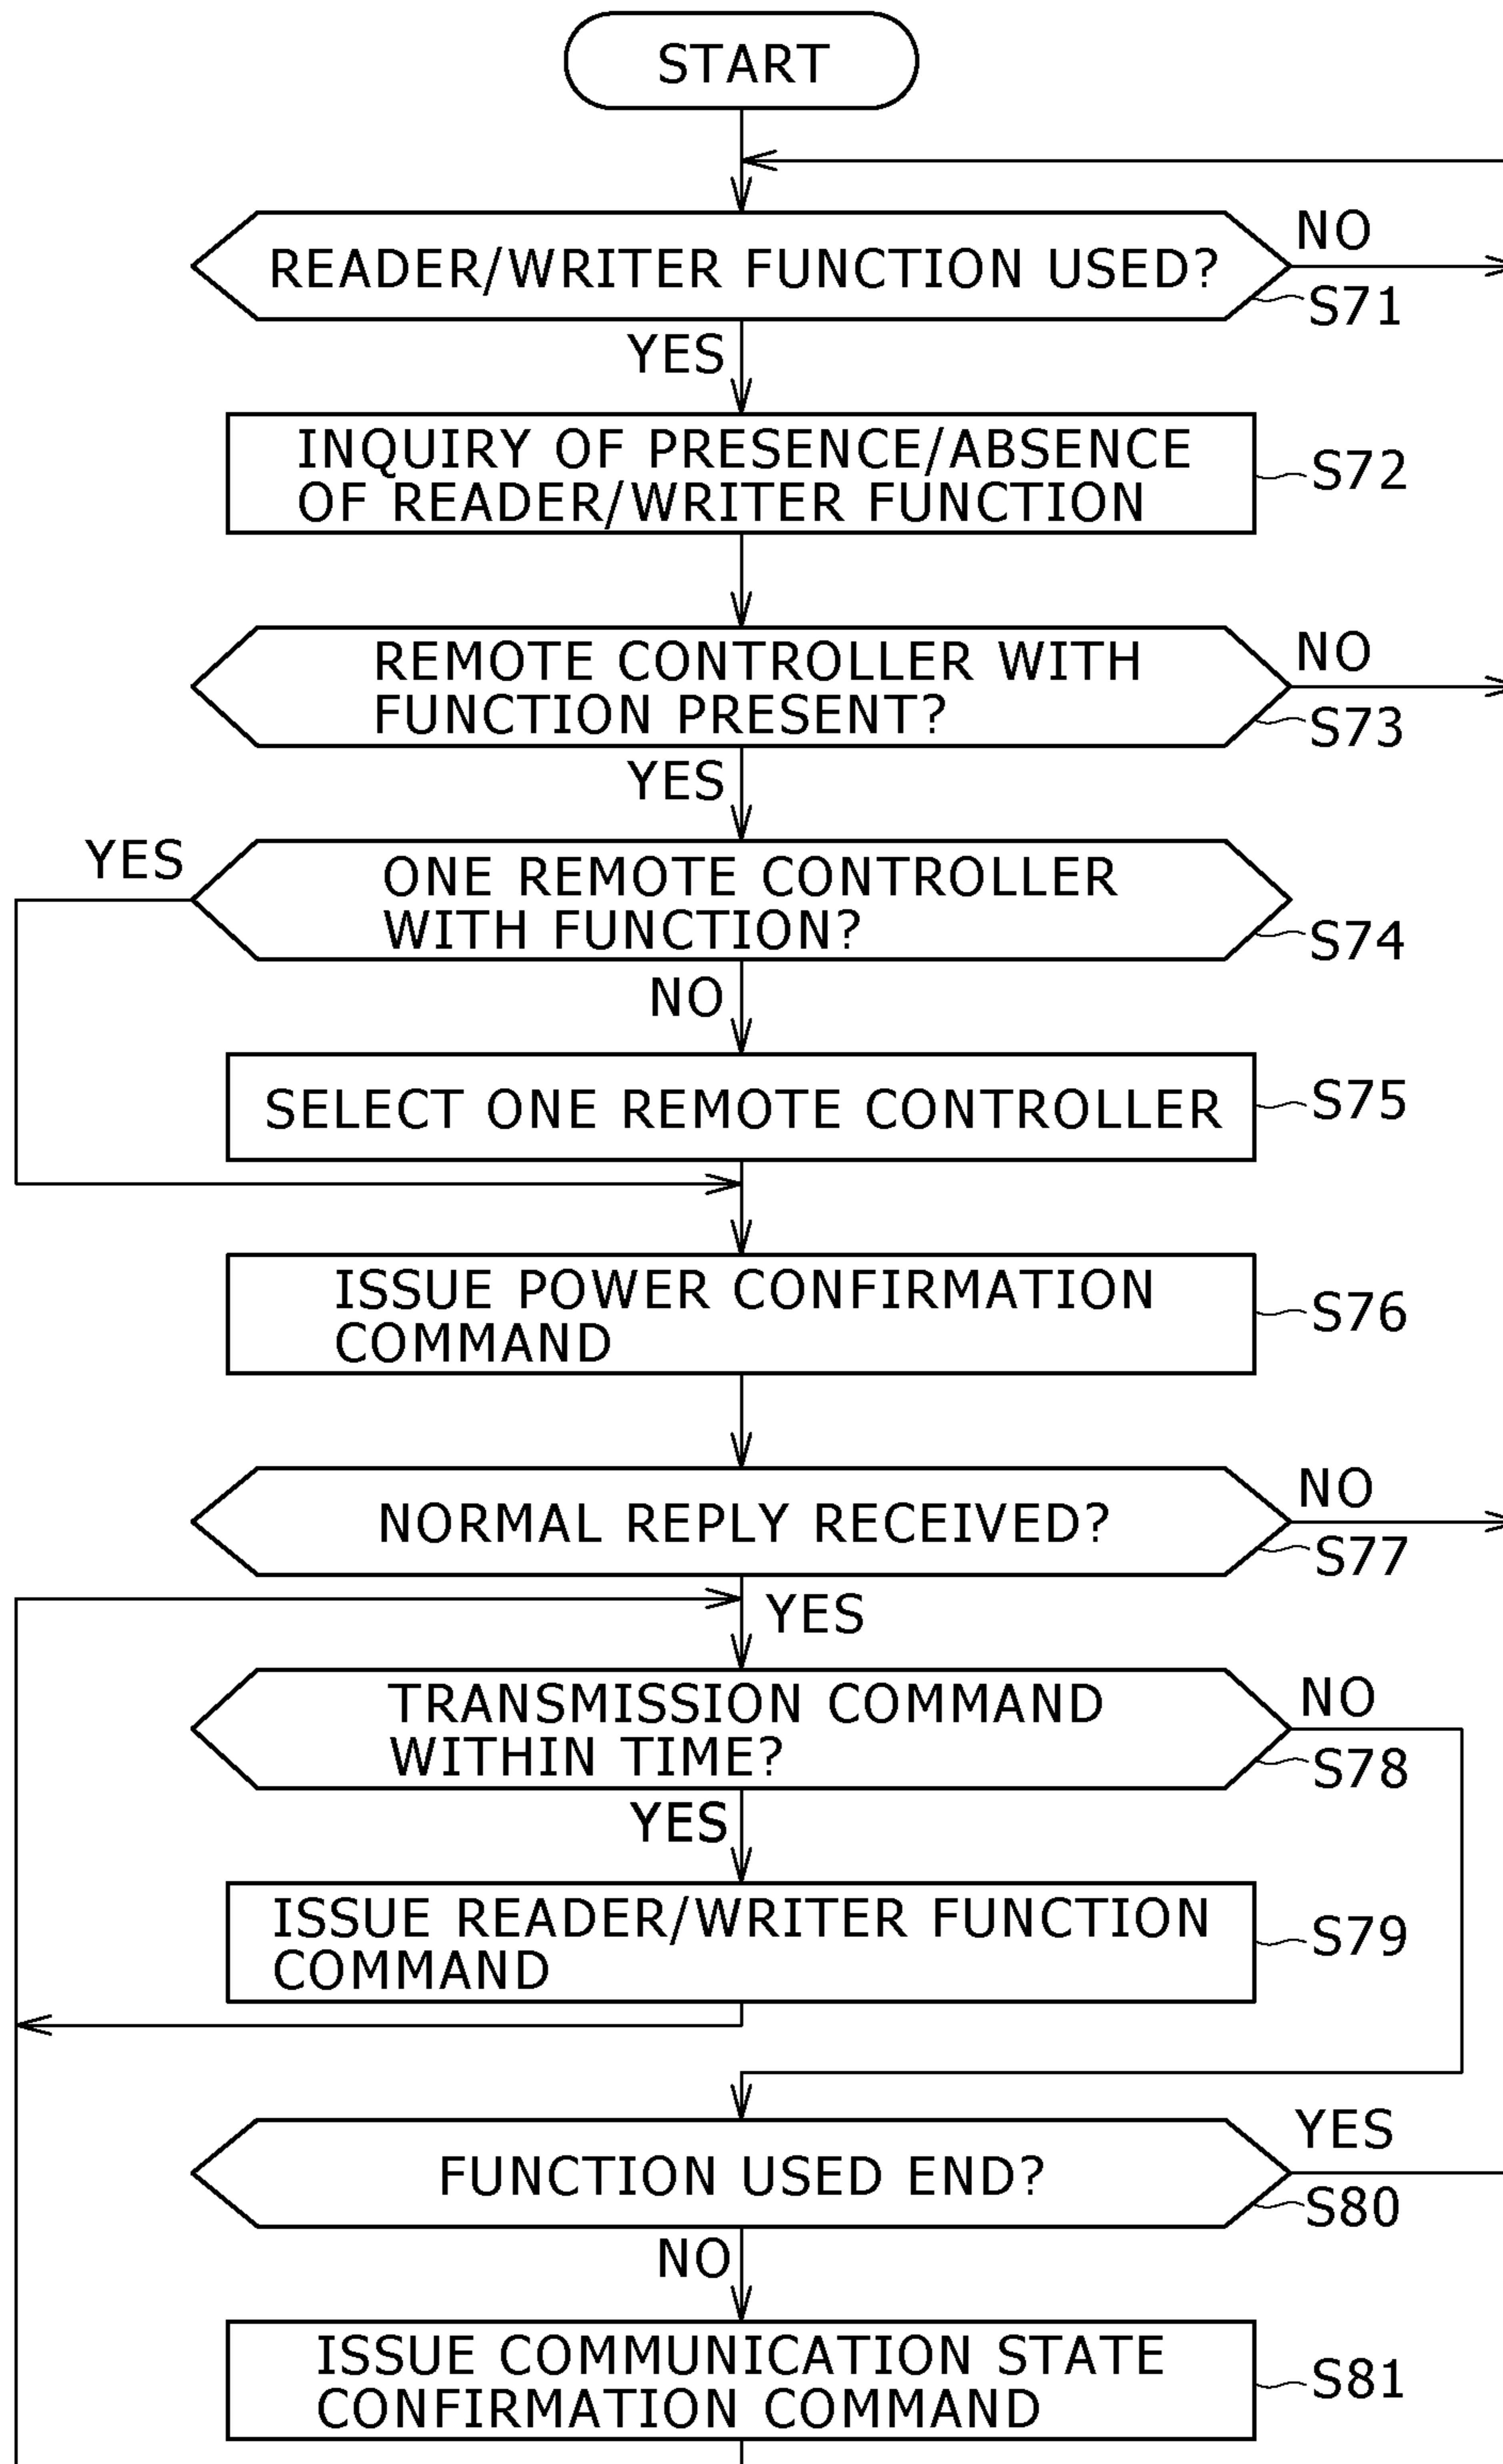 START
READER/WRITER FUNCTION USED?
NO
S71
YES
INQUIRY OF PRESENCE/ABSENCE
OF READER/WRITER FUNCTION
S72
REMOTE CONTROLLER WITH
FUNCTION PRESENT?
NO
S73
YES
YES
ONE REMOTE CONTROLLER
WITH FUNCTION?
S74
NO
SELECT ONE REMOTE CONTROLLER
S75
ISSUE POWER CONFIRMATION
COMMAND
S76
NORMAL REPLY RECEIVED?
NO
S77
YES
TRANSMISSION COMMAND
WITHIN TIME?
NO
S78
YES
ISSUE READER/WRITER FUNCTION
COMMAND
S79
FUNCTION USED END?
YES
S80
NO
ISSUE COMMUNICATION STATE
CONFIRMATION COMMAND
S81